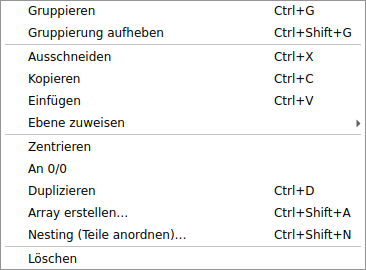 Gruppieren Ctrl+G
Gruppierung aufheben Ctrl+Shift+G
Ausschneiden Ctrl+X
Kopieren Ctrl+C
Einfügen Ctrl+V
Ebene zuweisen
Zentrieren
An 0/0
Duplizieren Ctrl+D
Array erstellen... Ctrl+Shift+A
Nesting (Teile anordnen)... Ctrl+Shift+N
Löschen